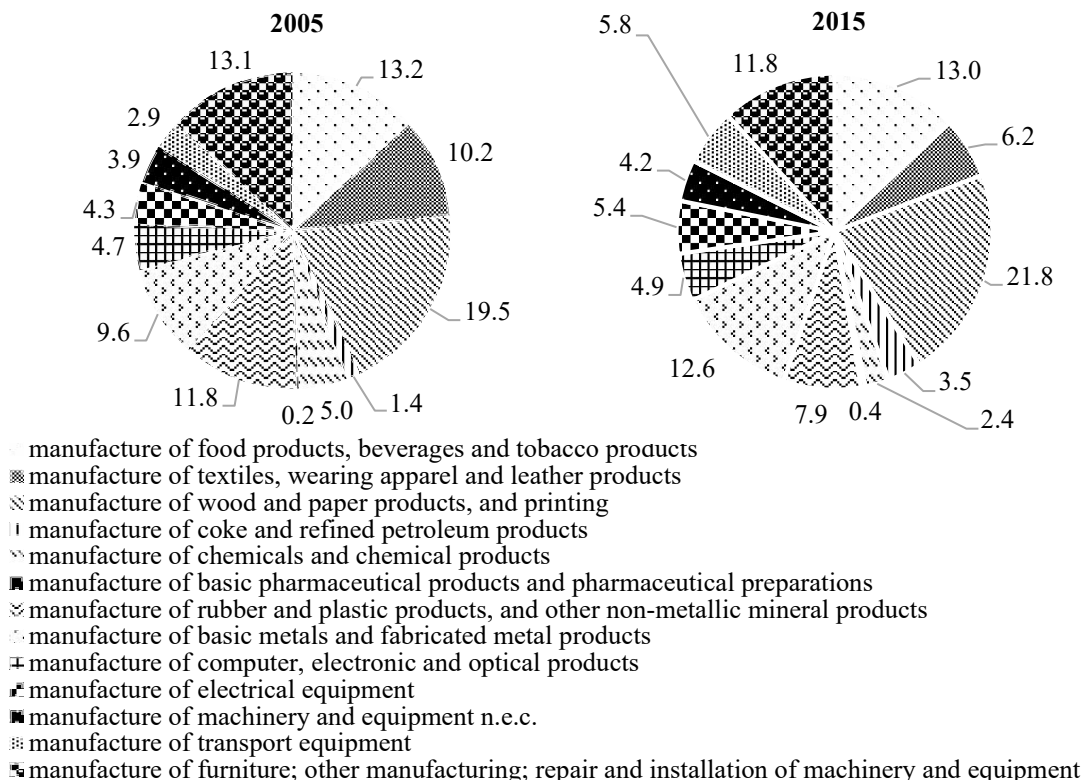 2005
2015
13.2
10.2
19.5
1.4
5.0
0.2
11.8
9.6
4.7
4.3
3.9
2.9
13.1
13.0
6.2
21.8
3.5
2.4
0.4
7.9
12.6
4.9
5.4
4.2
5.8
11.8
manufacture of food products, beverages and tobacco products
manufacture of textiles, wearing apparel and leather products
manufacture of wood and paper products, and printing
manufacture of coke and refined petroleum products
manufacture of chemicals and chemical products
manufacture of basic pharmaceutical products and pharmaceutical preparations
manufacture of rubber and plastic products, and other non-metallic mineral products
manufacture of basic metals and fabricated metal products
manufacture of computer, electronic and optical products
manufacture of electrical equipment
manufacture of machinery and equipment n.e.c.
manufacture of transport equipment
manufacture of furniture; other manufacturing; repair and installation of machinery and equipment